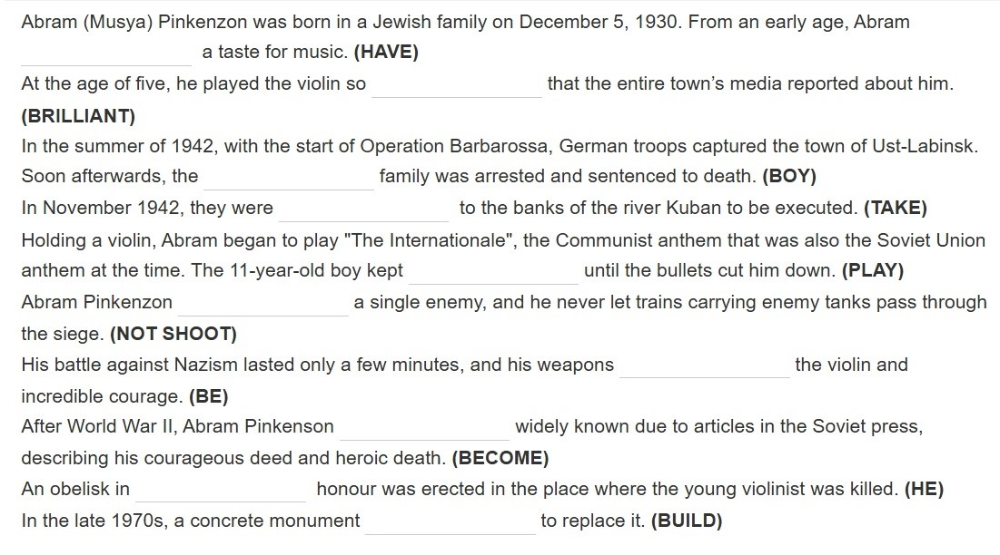 Abram (Musya) Pinkenzon was born in a Jewish family on December 5, 1930. From an early age, Abram
a taste for music. (HAVE)
At the age of five, he played the violin so that the entire town's media reported about him.
(BRILLIANT)
In the summer of 1942, with the start of Operation Barbarossa, German troops captured the town of Ust-Labinsk.
Soon afterwards, the family was arrested and sentenced to death. (BOY)
In November 1942, they were to the banks of the river Kuban to be executed. (TAKE)
Holding a violin, Abram began to play "The Internationale", the Communist anthem that was also the Soviet Union
anthem at the time. The 11-year-old boy kept until the bullets cut him down. (PLAY)
Abram Pinkenzon a single enemy, and he never let trains carrying enemy tanks pass through
the siege. (NOT SHOOT)
His battle against Nazism lasted only a few minutes, and his weapons the violin and
incredible courage. (BE)
After World War II, Abram Pinkenson widely known due to articles in the Soviet press,
describing his courageous deed and heroic death. (BECOME)
An obelisk in honour was erected in the place where the young violinist was killed. (HE)
In the late 1970s, a concrete monument to replace it. (BUILD)